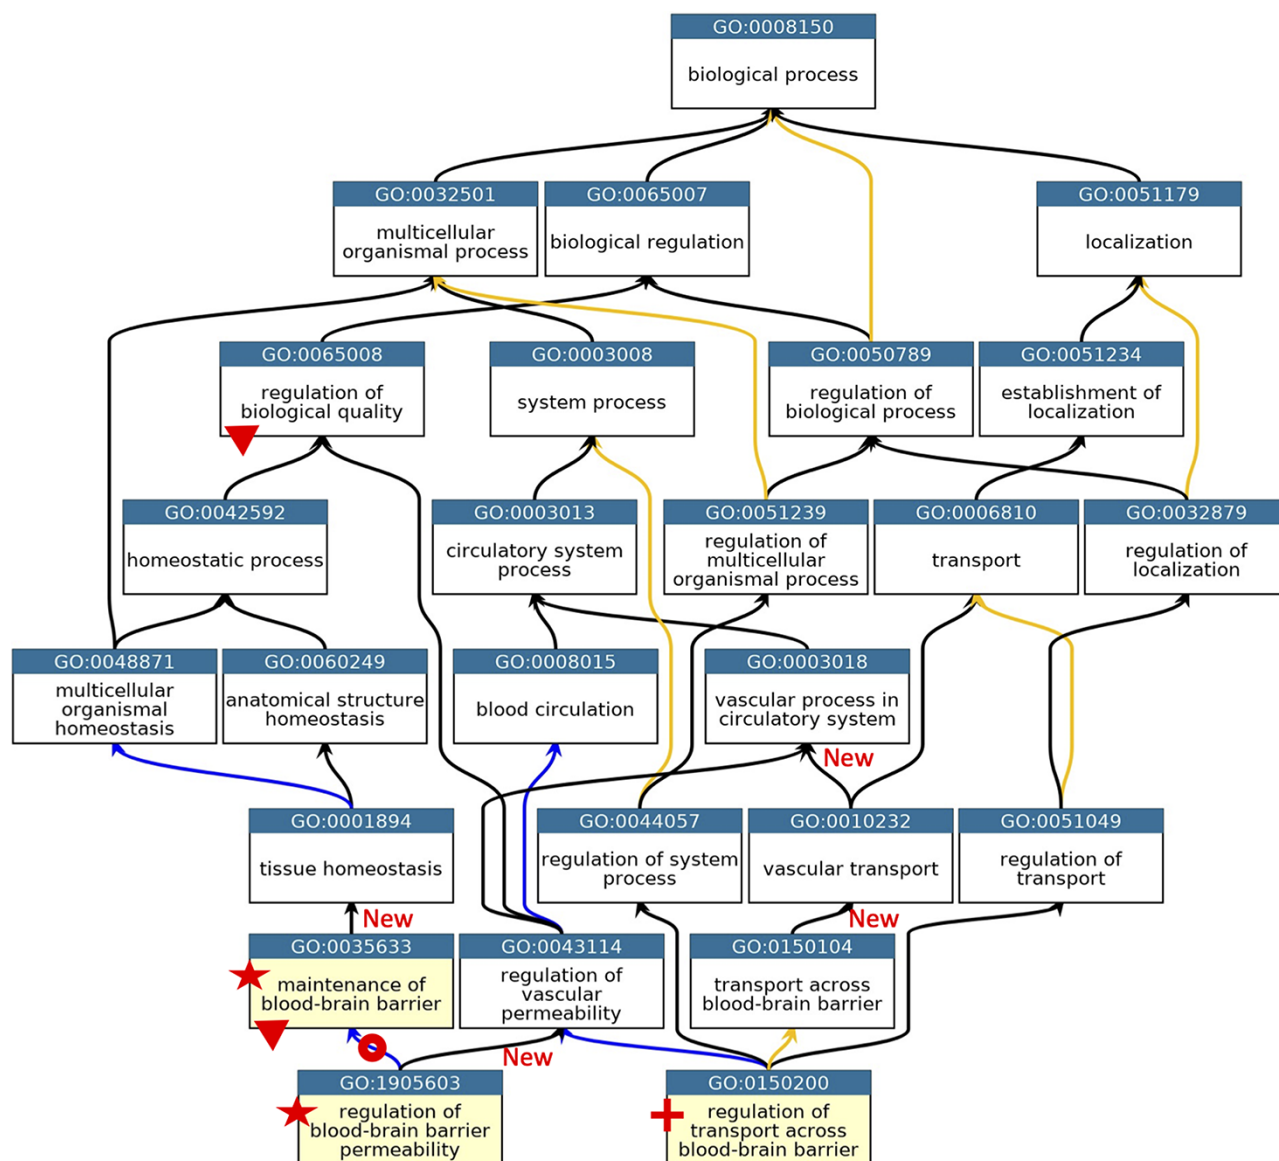 GO:0008150
biological process
GO:0032501
multicellular
organismal process
GO:0065007
biological regulation
GO:0051179
localization
GO:0065008
regulation of
biological quality
GO:0003008
system process
GO:0050789
regulation of
biological process
GO:0051234
establishment of
localization
GO:0042592
homeostatic process
GO:0003013
circulatory system
process
GO:0051239
regulation of
multicellular
organismal process
GO:0006810
transport
GO:0032879
regulation of
localization
GO:0048871
multicellular
organismal
homeostasis
GO:0060249
anatomical structure
homeostasis
GO:0008015
blood circulation
GO:0003018
vascular process in
circulatory system
New
GO:0001894
tissue homeostasis
GO:0044057
regulation of system
process
GO:0010232
vascular transport
GO:0051049
regulation of
transport
New
New
GO:0035633
maintenance of
blood-brain barrier
GO:0043114
regulation of
vascular
permeability
GO:0150104
transport across
blood-brain barrier
New
GO:1905603
regulation of
blood-brain barrier
permeability
GO:0150200
regulation of
transport across
blood-brain barrier